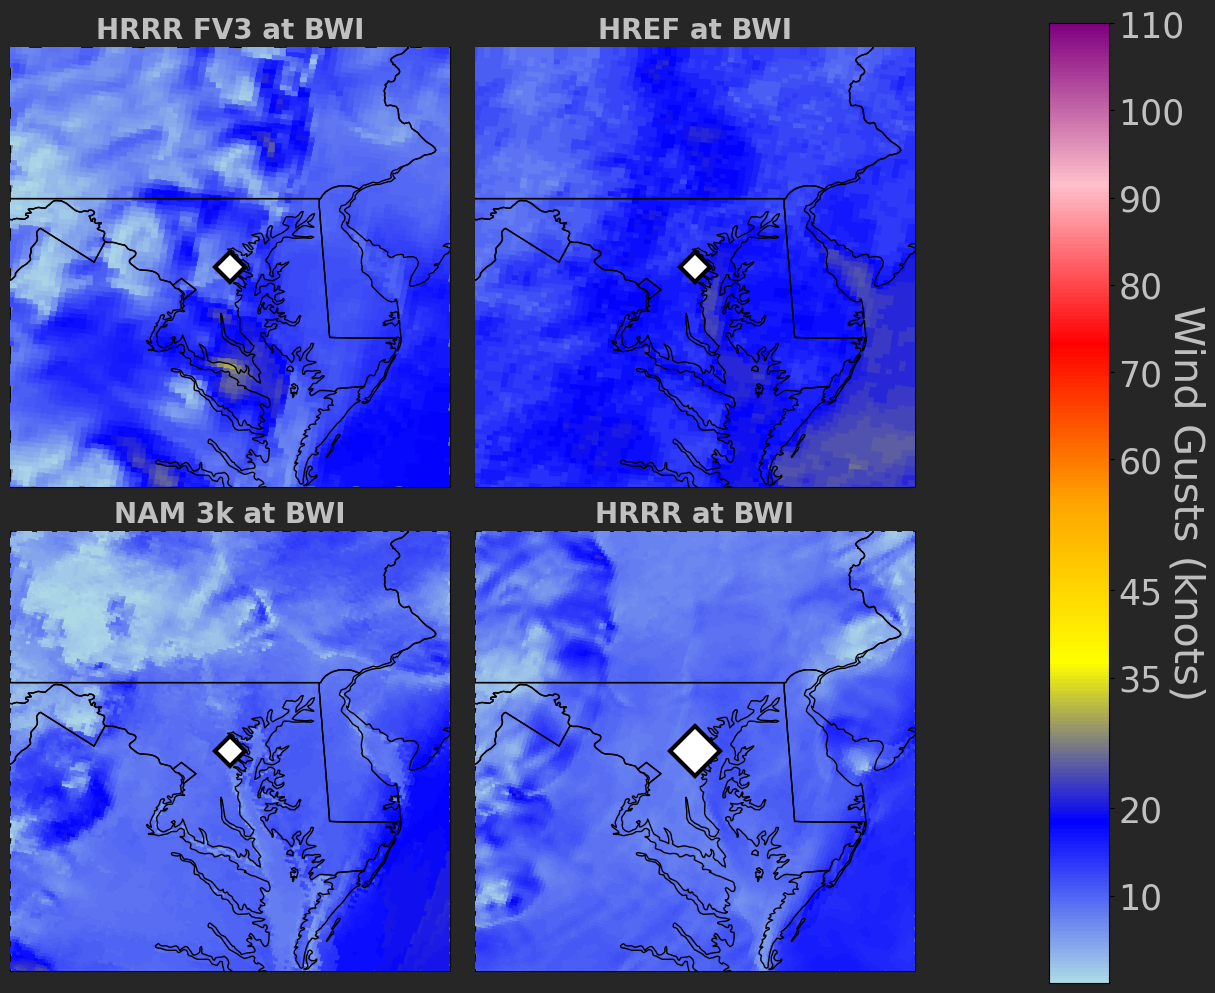 HRRR FV3 at BWI
HREF at BWI
NAM 3k at BWI
HRRR at BWI
110
100
90
80
70
60
45
35
20
10
Wind Gusts (knots)